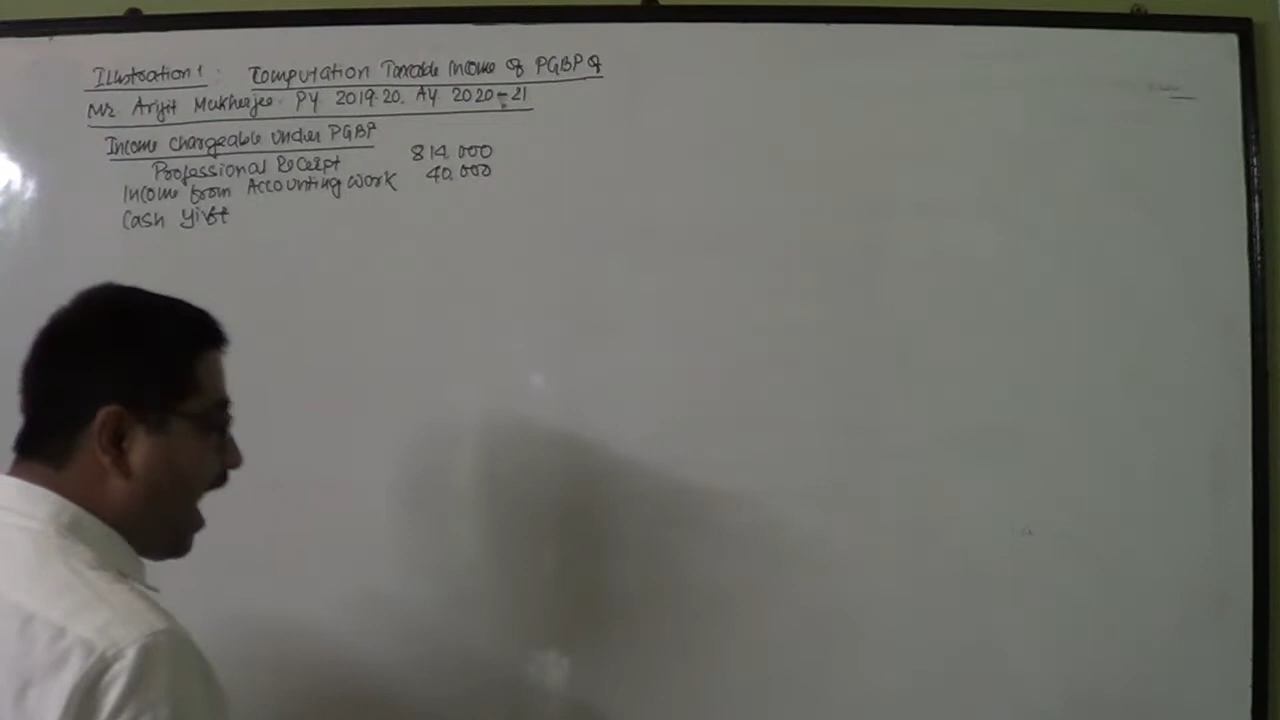 Illustration 1 : Computation Taxable Income of PGBP of
Mr. Arijit Mukherjee. PY 2019-20. AY 2020-21
Income chargeable under PGBP
Professional Receipt 814.000
Income from Accounting work 40.000
Cash gift